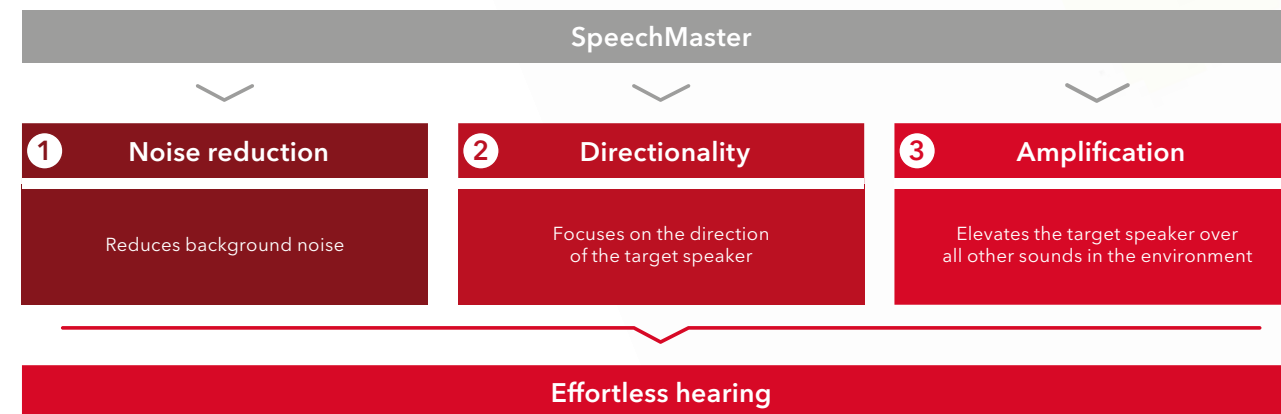 SpeechMaster
1 Noise reduction
2 Directionality
3 Amplification
Reduces background noise
Focuses on the direction
of the target speaker
Elevates the target speaker over
all other sounds in the environment
Effortless hearing